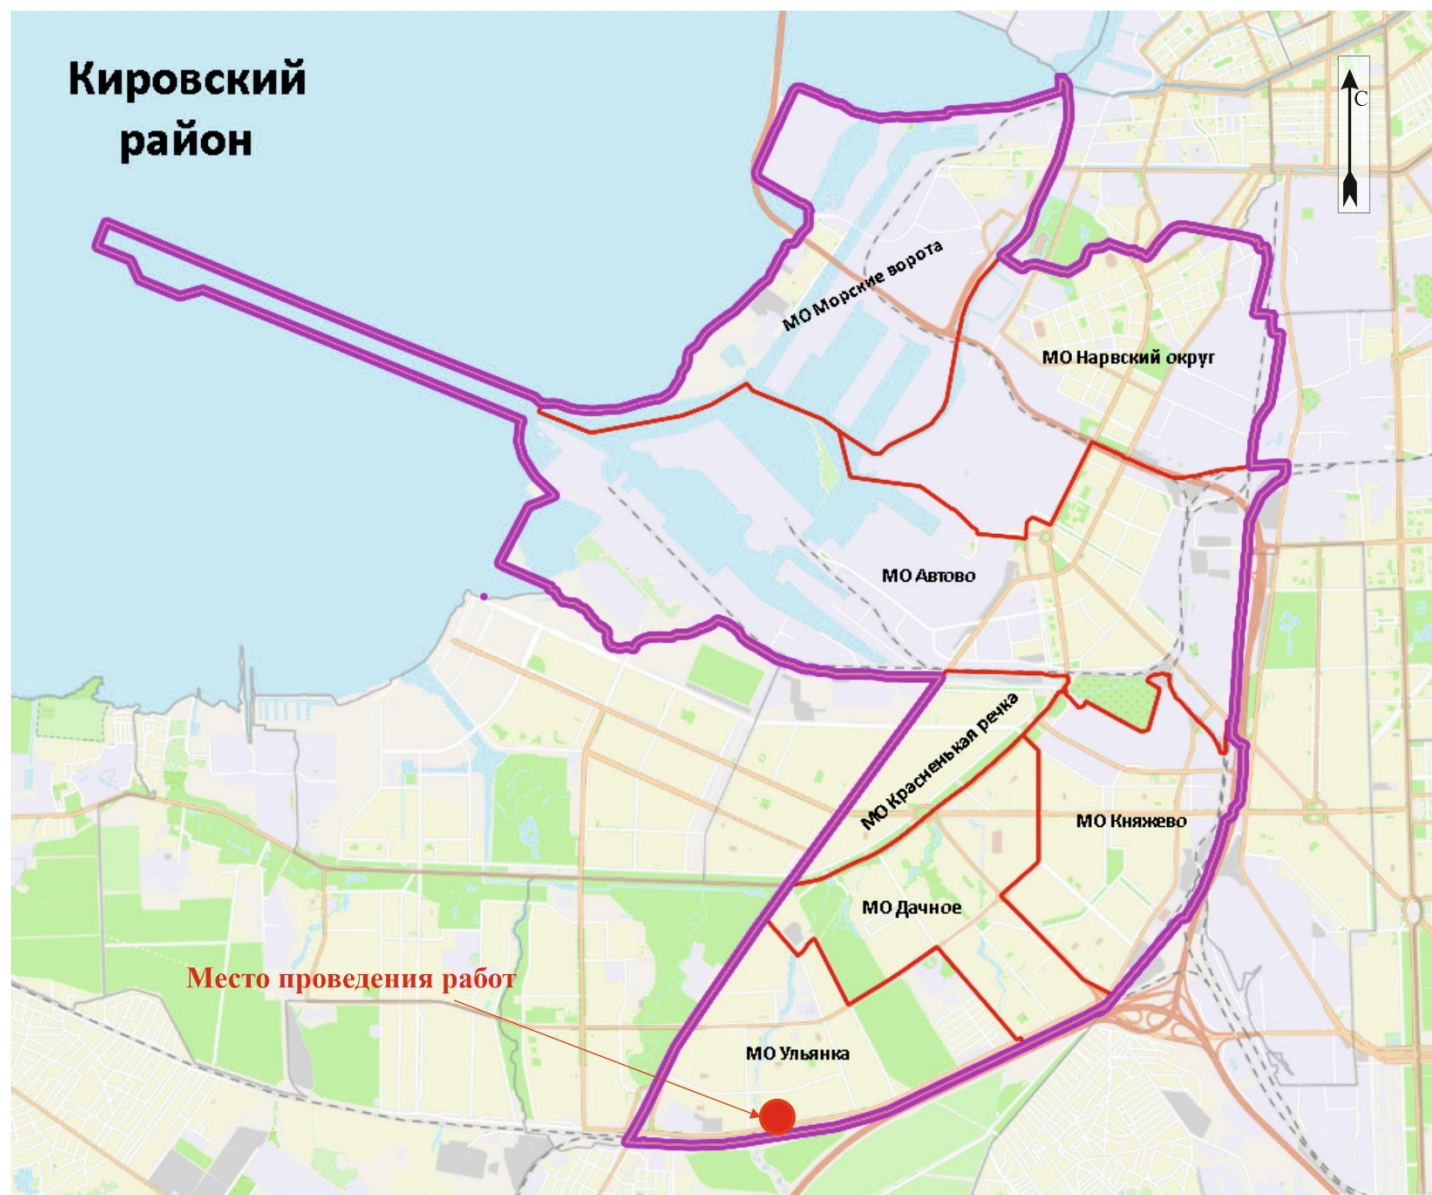 Кировский
район
С
МО Морские ворота
МО Нарвский округ
МО Автово
МО Красненькая речка
МО Княжево
МО Дачное
Место проведения работ
МО Ульянка